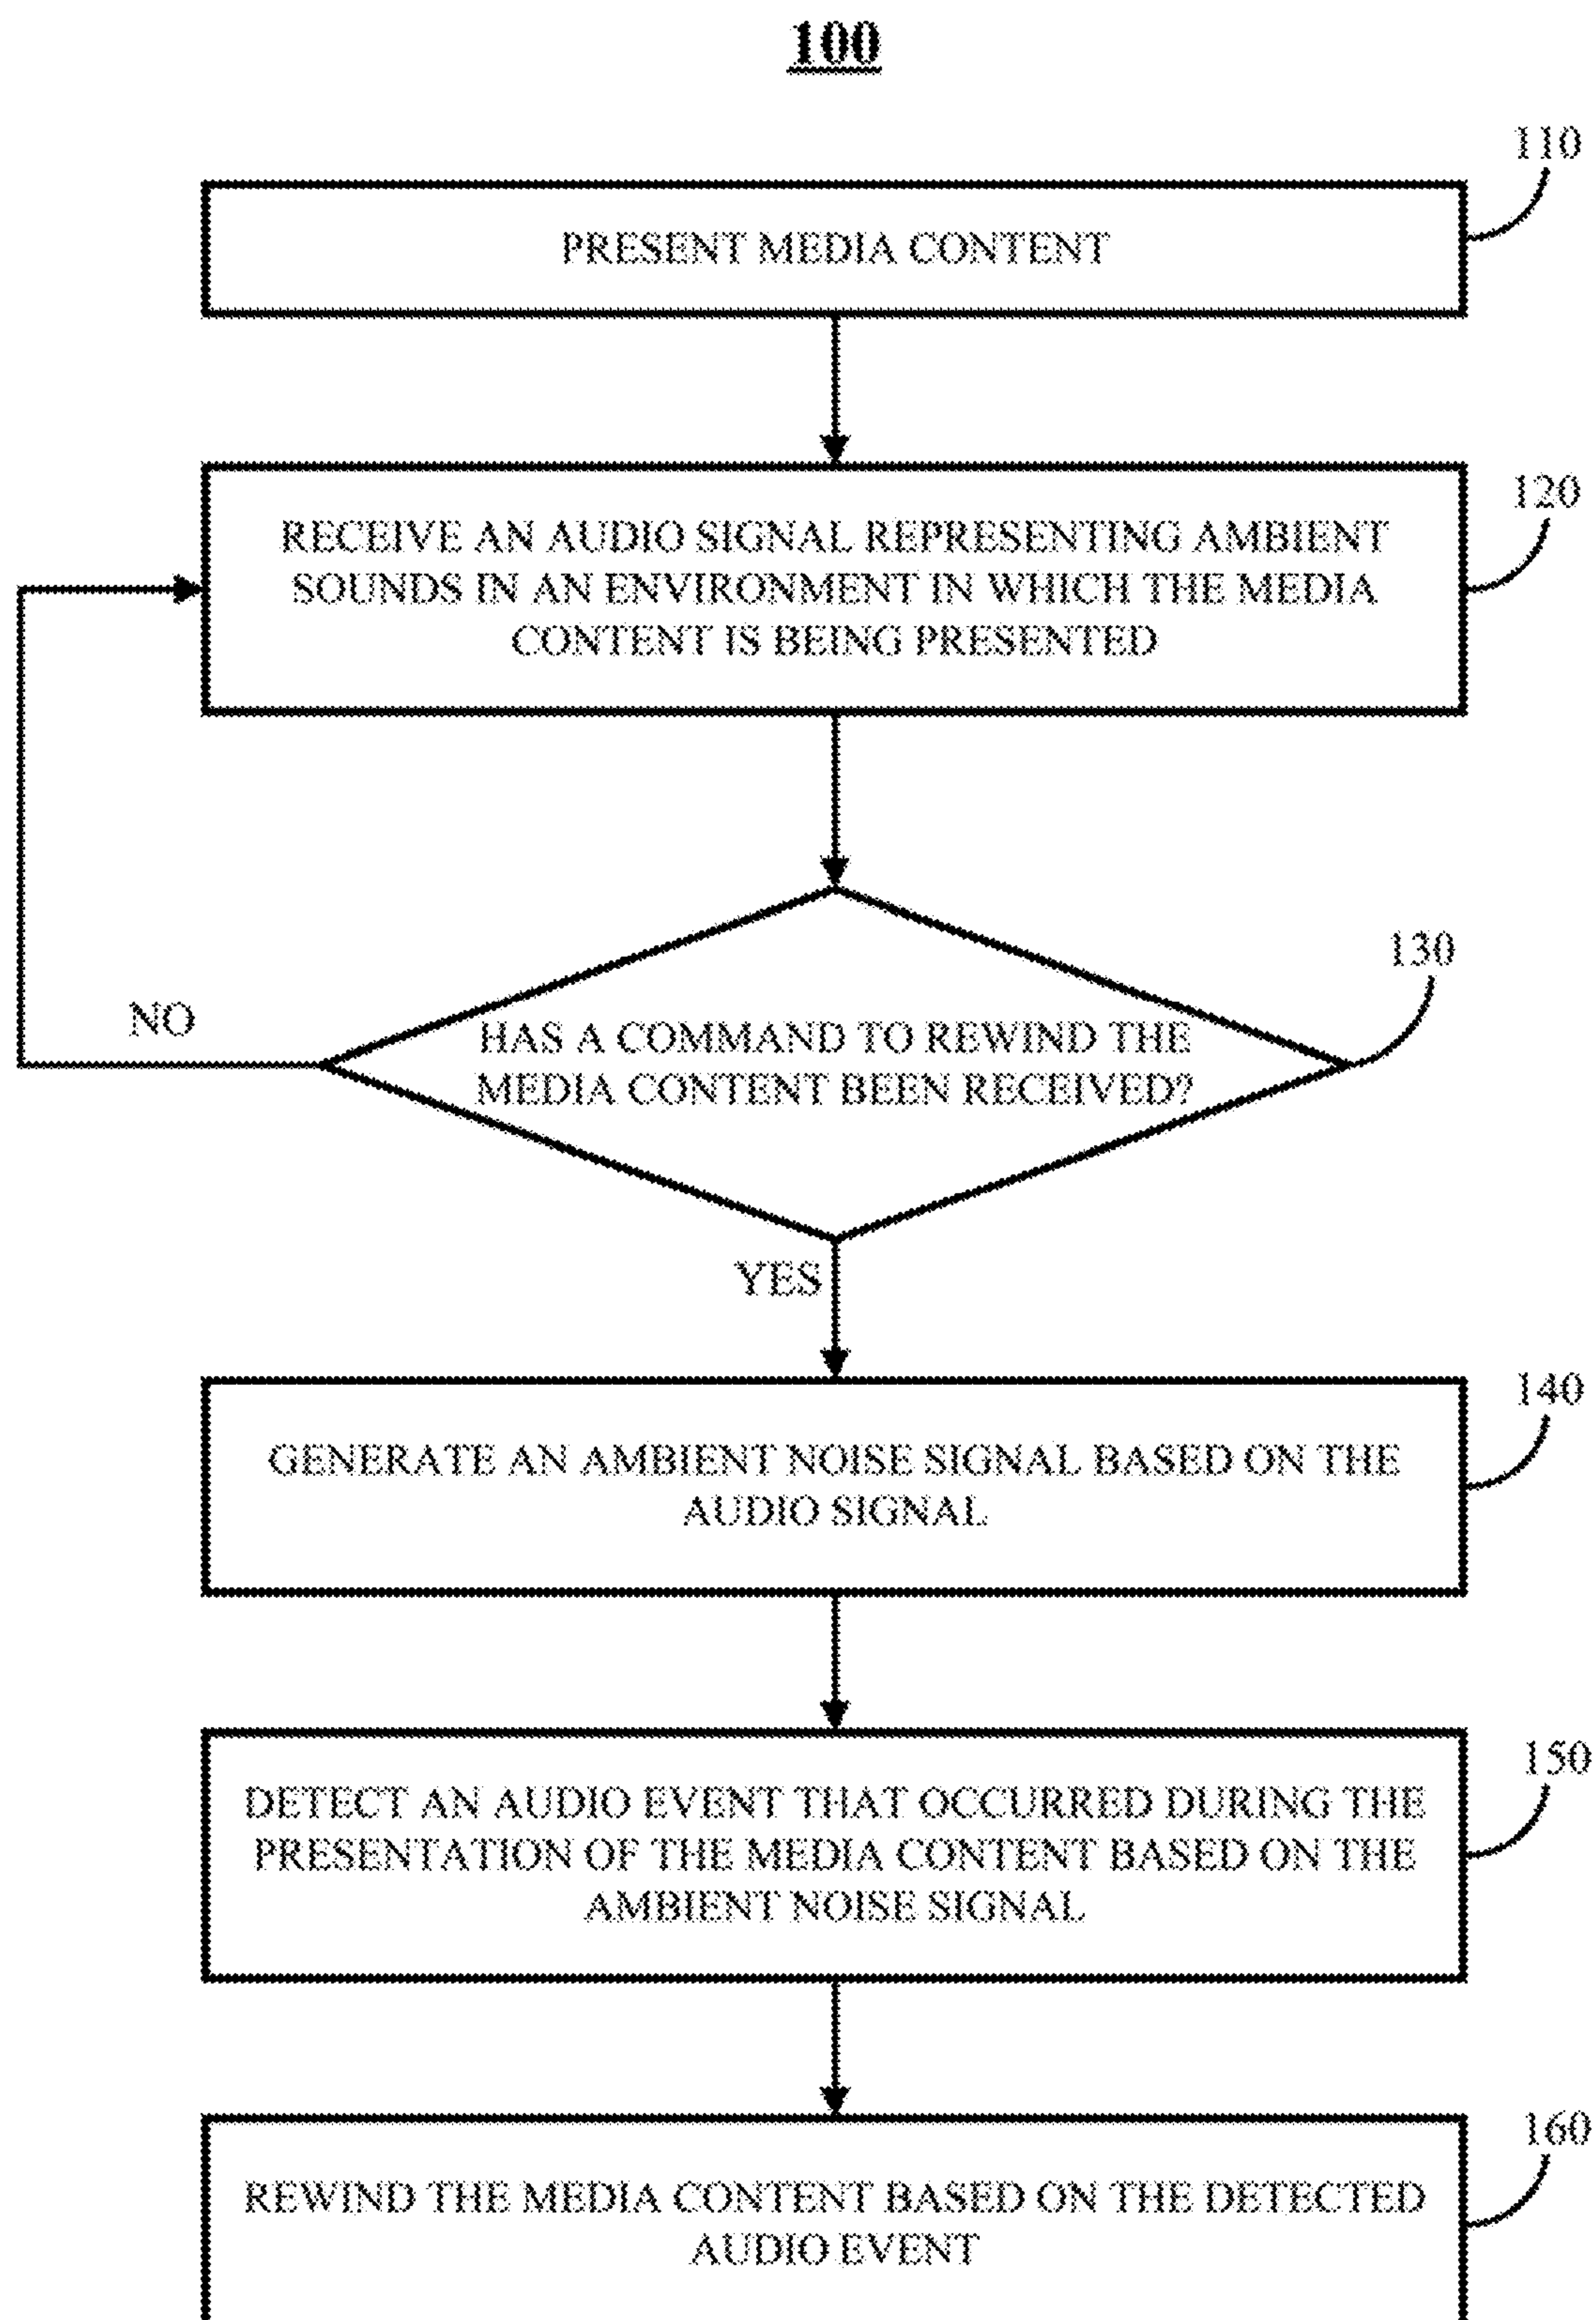 100
110
PRESENT MEDIA CONTENT
120
RECEIVE AN AUDIO SIGNAL REPRESENTING AMBIENT
SOUNDS IN AN ENVIRONMENT IN WHICH THE MEDIA
CONTENT IS BEING PRESENTED
130
NO
HAS A COMMAND TO REWIND THE
MEDIA CONTENT BEEN RECEIVED?
YES
140
GENERATE AN AMBIENT NOISE SIGNAL BASED ON THE
AUDIO SIGNAL
150
DETECT AN AUDIO EVENT THAT OCCURRED DURING THE
PRESENTATION OF THE MEDIA CONTENT BASED ON THE
AMBIENT NOISE SIGNAL
160
REWIND THE MEDIA CONTENT BASED ON THE DETECTED
AUDIO EVENT